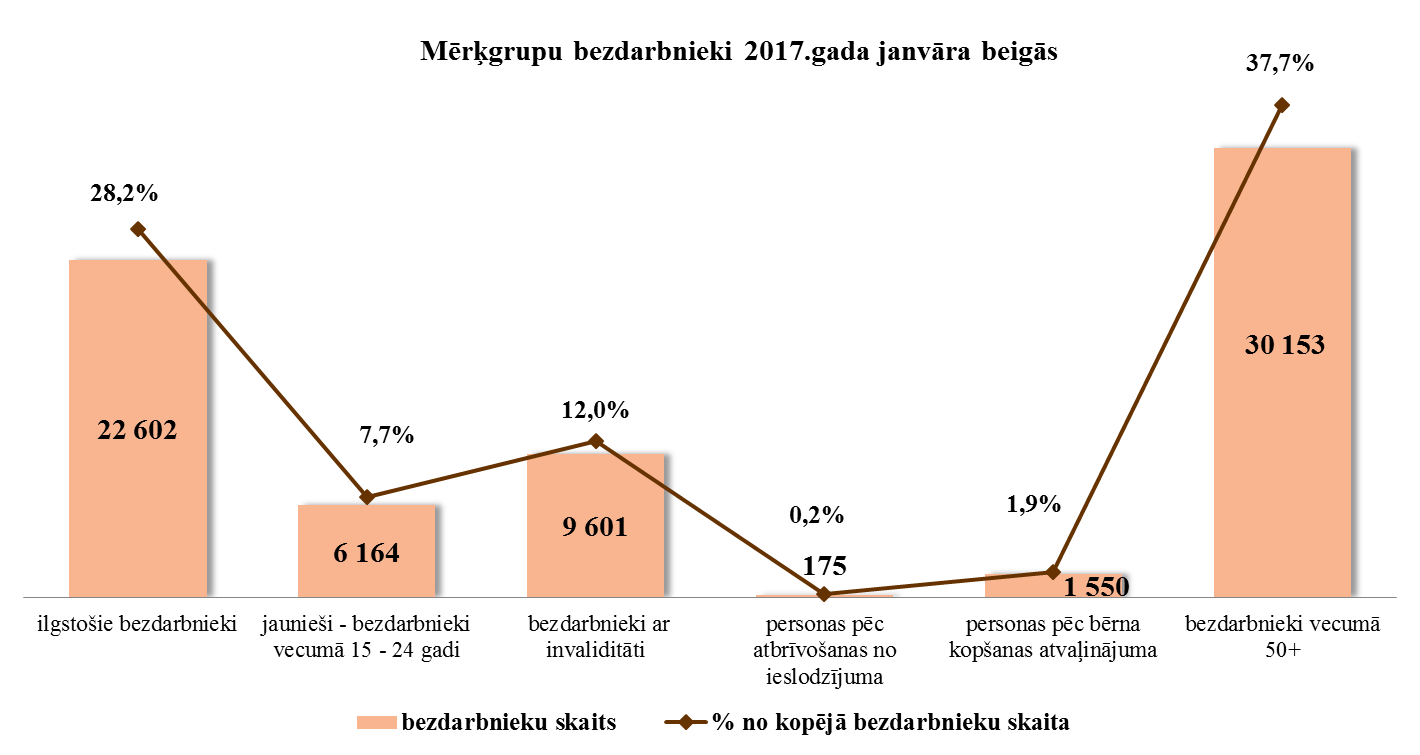 Mērķgrupu bezdarbnieki 2017.gada janvāra beigās
37,7%
28,2%
30 153
12,0%
22 602
7,7%
0,2%
1,9%
9 601
6 164
175
1 550
ilgstošie bezdarbnieki
jaunieši - bezdarbnieki
vecumā 15 - 24 gadi
bezdarbnieki ar
invaliditāti
personas pēc
atbrīvošanas no
ieslodzījuma
personas pēc bērna
kopšanas atvaļinājuma
bezdarbnieki vecumā
50+
bezdarbnieku skaits
% no kopējā bezdarbnieku skaita